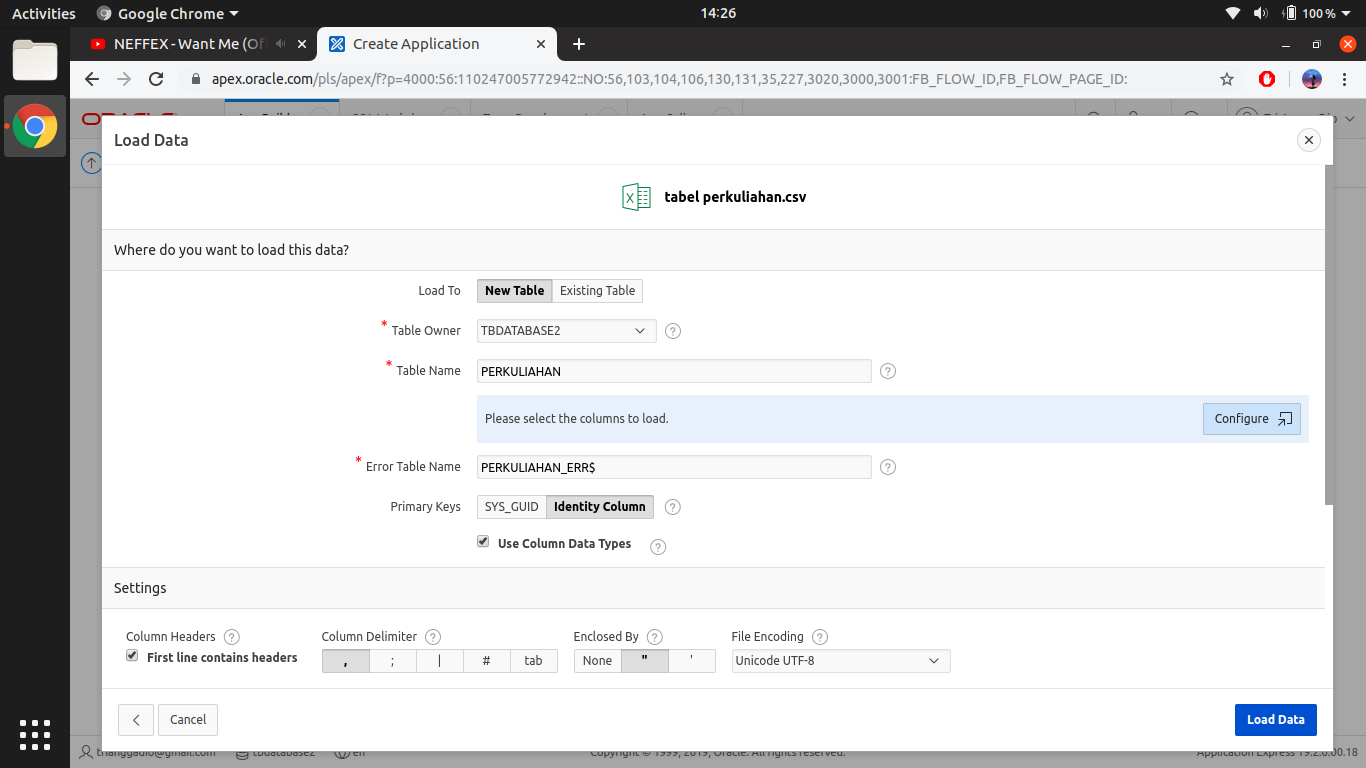 Activities
Google Chrome
14:26
100 %
NEFFEX - Want Me (Of
Create Application
apex.oracle.com/pls/apex/f?p=4000:56:110247005772942::NO:56,103,104,106,130,131,35,227,3020,3000,3001:FB_FLOW_ID,FB_FLOW_PAGE_ID:
Load Data
tabel perkuliahan.csv
Where do you want to load this data?
Load To
New Table
Existing Table
* Table Owner
TBDATABASE2
* Table Name
PERKULIAHAN
Please select the columns to load.
Configure
* Error Table Name
PERKULIAHAN_ERR$
Primary Keys
SYS_GUID
Identity Column
Use Column Data Types
Settings
Column Headers
Column Delimiter
Enclosed By
File Encoding
First line contains headers
, ; | # tab
None " '
Unicode UTF-8
Cancel
Load Data
trianggadio@gmail.com
tbdatabase2
en
Copyright © 1999, 2019, Oracle. All rights reserved.
Application Express 19.2.0.00.18